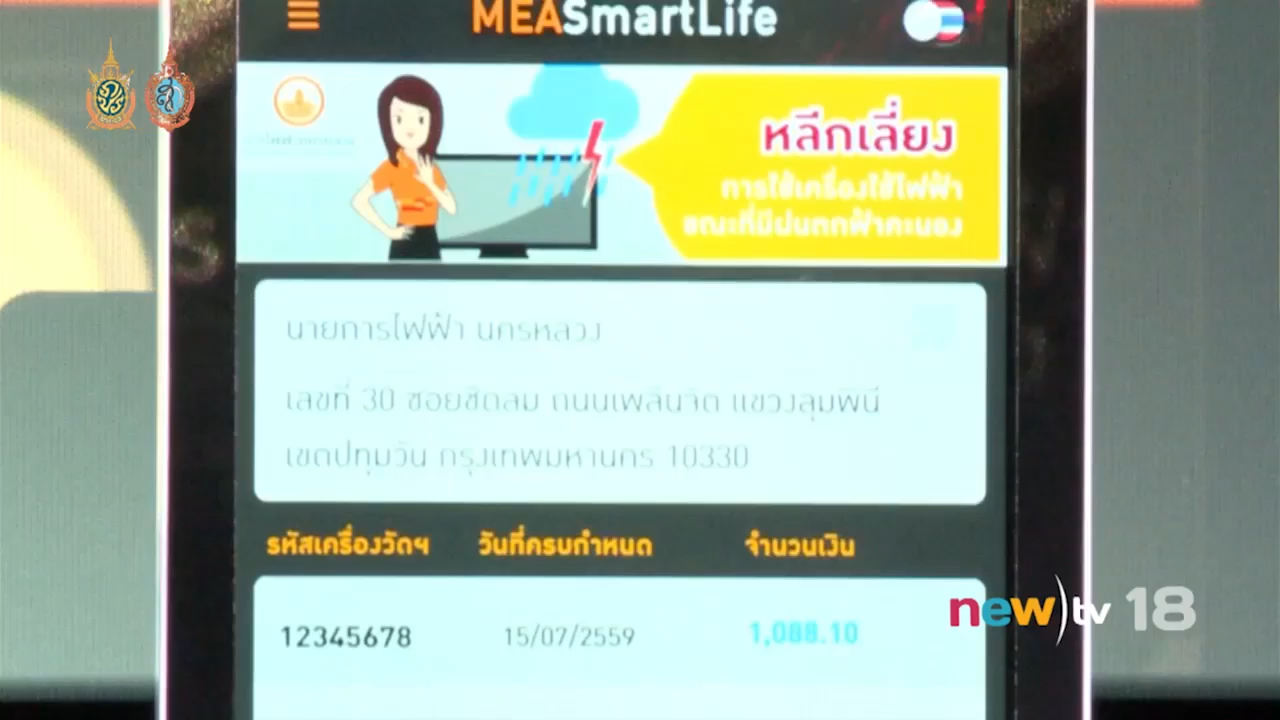 MEASmartLife
หลีกเลี่ยง
การใช้เครื่องใช้ไฟฟ้า
ขณะที่มีฝนตกฟ้าคะนอง
นายการไฟฟ้า นครหลวง
เลขที่ 30 ซอยชิดลม ถนนเพลินจิต แขวงลุมพินี
เขตปทุมวัน กรุงเทพมหานคร 10330
รหัสเครื่องวัดฯ วันที่ครบกำหนด จำนวนเงิน
12345678 15/07/2559 1,088.10
new)tv 18